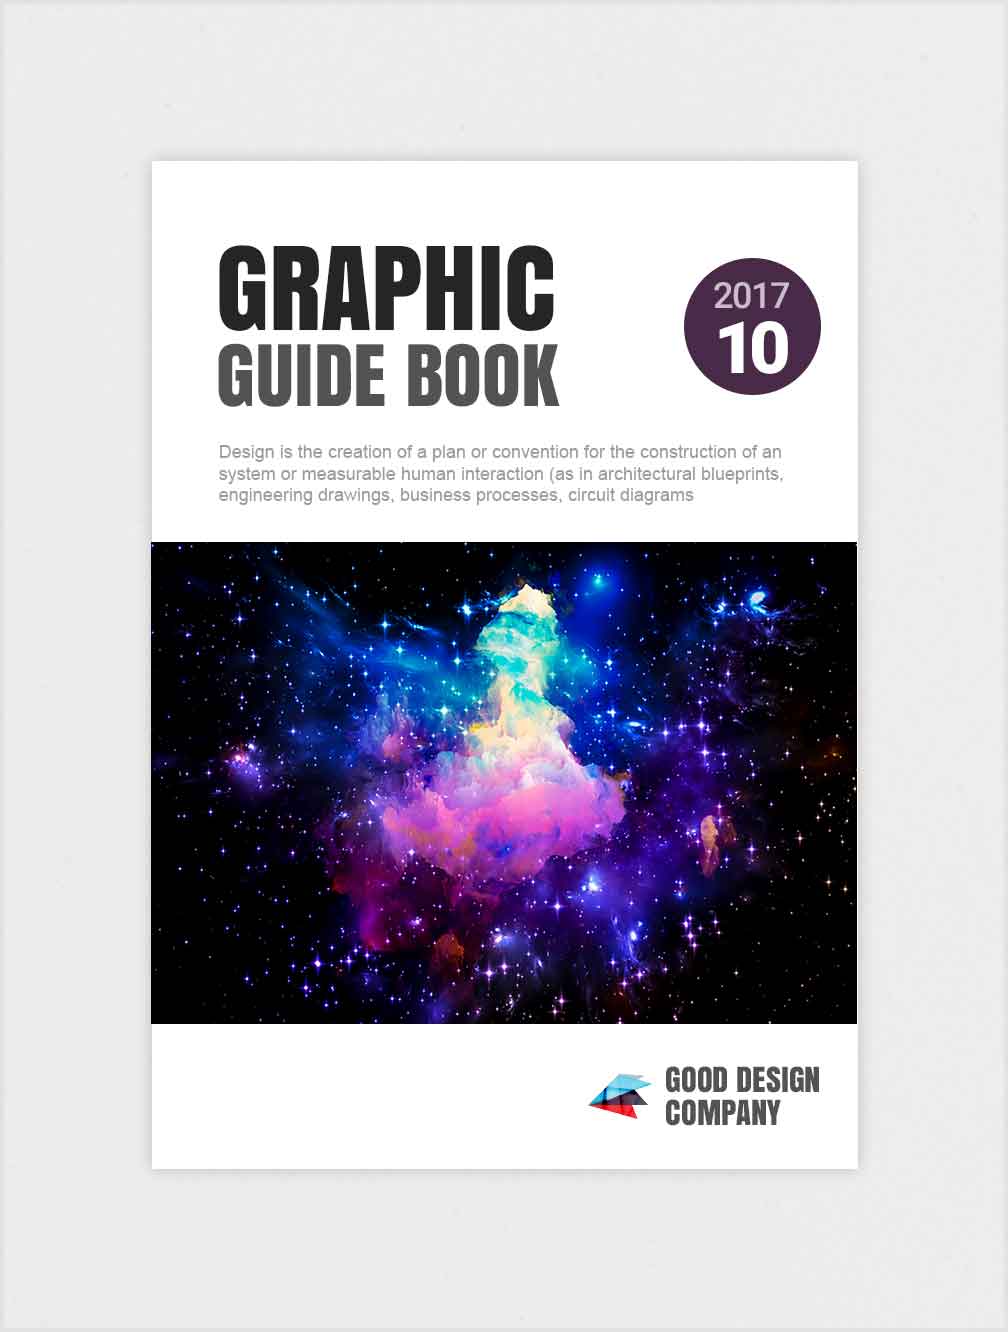 GRAPHIC
GUIDE BOOK
2017
10
Design is the creation of a plan or convention for the construction of an
system or measurable human interaction (as in architectural blueprints,
engineering drawings, business processes, circuit diagrams
GOOD DESIGN
COMPANY